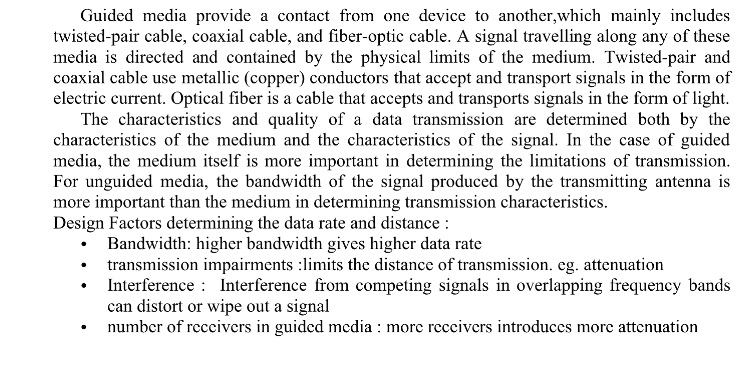 Guided media provide a contact from one device to another,which mainly includes
twisted-pair cable, coaxial cable, and fiber-optic cable. A signal travelling along any of these
media is directed and contained by the physical limits of the medium. Twisted-pair and
coaxial cable use metallic (copper) conductors that accept and transport signals in the form of
electric current. Optical fiber is a cable that accepts and transports signals in the form of light.
The characteristics and quality of a data transmission are determined both by the
characteristics of the medium and the characteristics of the signal. In the case of guided
media, the medium itself is more important in determining the limitations of transmission.
For unguided media, the bandwidth of the signal produced by the transmitting antenna is
more important than the medium in determining transmission characteristics.
Design Factors determining the data rate and distance :
• Bandwidth: higher bandwidth gives higher data rate
• transmission impairments :limits the distance of transmission. eg. attenuation
• Interference : Interference from competing signals in overlapping frequency bands
can distort or wipe out a signal
• number of receivers in guided media : more receivers introduces more attenuation